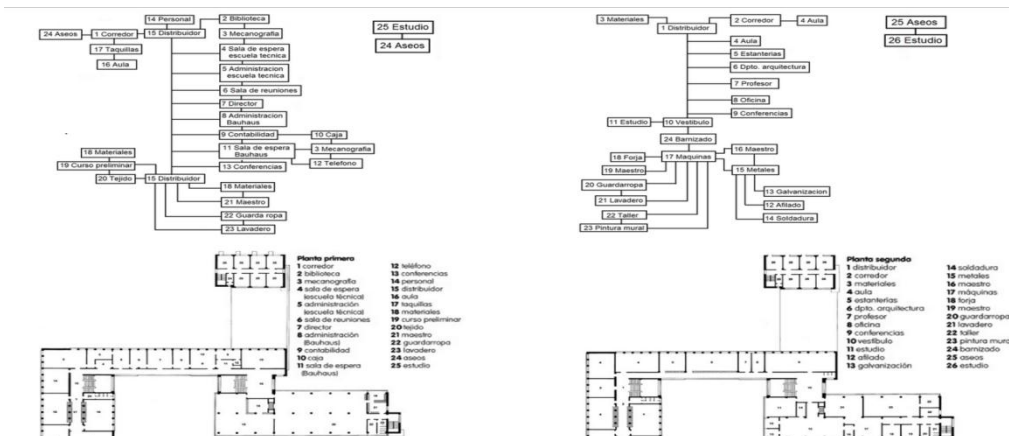 14 Personal
2 Biblioteca
24 Aseos
1 Corredor
15 Distribuidor
3 Mecanografia
17 Taquillas
16 Aula
4 Sala de espera
escuela tecnica
5 Administracion
escuela tecnica
6 Sala de reuniones
7 Director
8 Administracion
Bauhaus
9 Contabilidad
10 Caja
11 Sala de espera
Bauhaus
3 Mecanografia
12 Telefono
13 Conferencias
18 Materiales
19 Curso preliminar
20 Tejido
15 Distribuidor
18 Materiales
21 Maestro
22 Guarda ropa
23 Lavadero
25 Estudio
24 Aseos
3 Materiales
1 Distribuidor
2 Corredor
4 Aula
4 Aula
5 Estanterias
6 Dpto. arquitectura
7 Profesor
8 Oficina
9 Conferencias
11 Estudio
10 Vestibulo
24 Barnizado
18 Forja
17 Maquinas
16 Maestro
19 Maestro
15 Metales
20 Guardarropa
21 Lavadero
13 Galvanizacion
12 Afitado
22 Taller
14 Soldadura
23 Pintura mural
25 Aseos
26 Estudio
Planta primera
1 corredor
2 biblioteca
3 mecanografía
4 sala de espera
(escuela técnica)
5 administración
(escuela técnica)
6 sala de reuniones
7 director
8 administración
(Bauhaus)
9 contabilidad
10 caja
11 sala de espera
(Bauhaus)
12 teléfono
13 conferencias
14 personal
15 distribuidor
16 aula
17 taquillas
18 materiales
19 curso preliminar
20 tejido
21 maestro
22 guardarropa
23 lavadero
24 aseos
25 estudio
Planta segunda
1 distribuidor
2 corredor
3 materiales
4 aula
5 estanterías
6 dpto. arquitectura
7 profesor
8 oficina
9 conferencias
10 vestíbulo
11 estudio
12 afilado
13 galvanización
14 soldadura
15 metales
16 maestro
17 máquinas
18 forja
19 maestro
20 guardarropa
21 lavadero
22 taller
23 pintura mura
24 barnizado
25 aseos
26 estudio